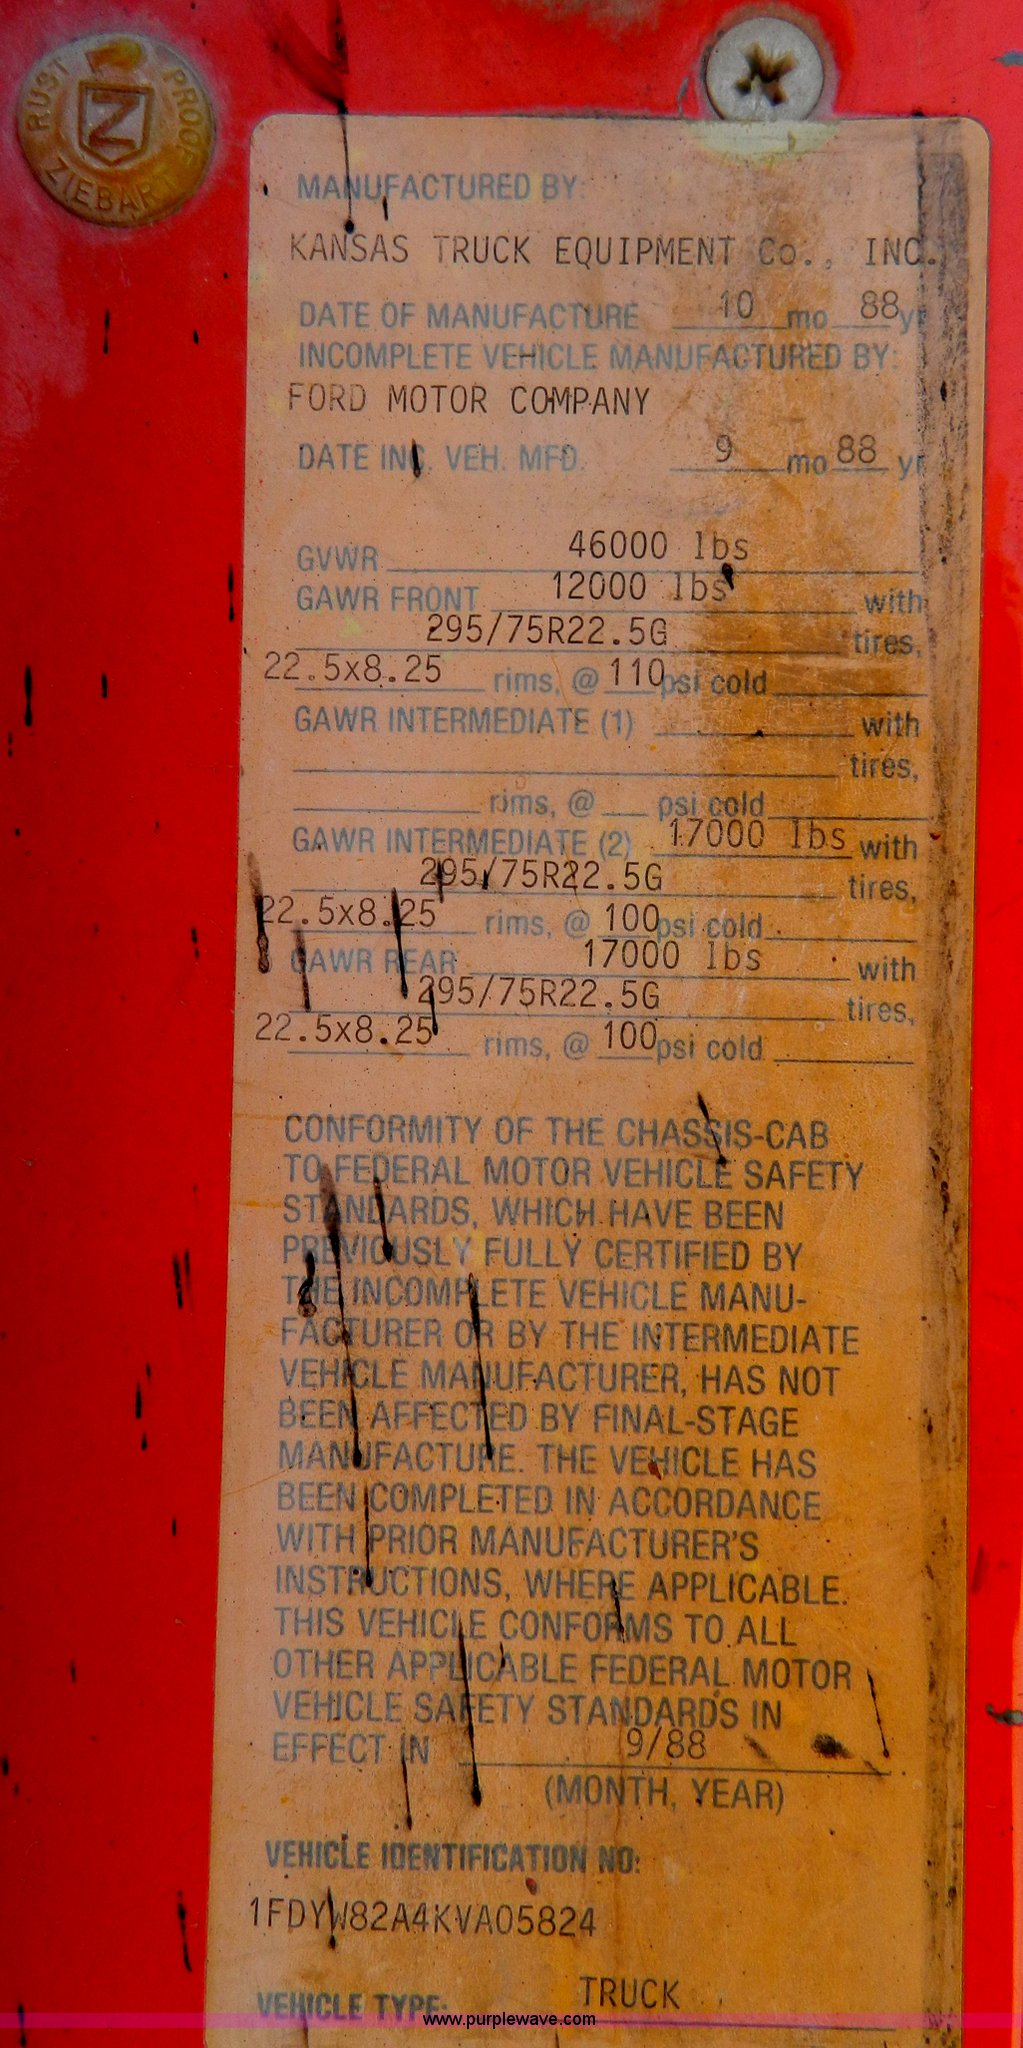 RUST PROOF
ZIEBART
MANUFACTURED BY:
KANSAS TRUCK EQUIPMENT Co., INC.
DATE OF MANUFACTURE 10 mo 88 yr
INCOMPLETE VEHICLE MANUFACTURED BY:
FORD MOTOR COMPANY
DATE INC. VEH. MFD. 9 mo 88 yr
GVWR 46000 lbs
GAWR FRONT 12000 lbs with
295/75R22.5G tires,
22.5x8.25 rims, @ 110 psi cold
GAWR INTERMEDIATE (1) with
tires,
rims, @ psi cold
GAWR INTERMEDIATE (2) 17000 lbs with
295/75R22.5G tires,
22.5x8.25 rims, @ 100 psi cold
GAWR REAR 17000 lbs with
295/75R22.5G tires,
22.5x8.25 rims, @ 100 psi cold
CONFORMITY OF THE CHASSIS-CAB
TO FEDERAL MOTOR VEHICLE SAFETY
STANDARDS, WHICH HAVE BEEN
PREVIOUSLY FULLY CERTIFIED BY
THE INCOMPLETE VEHICLE MANU-
FACTURER OR BY THE INTERMEDIATE
VEHICLE MANUFACTURER, HAS NOT
BEEN AFFECTED BY FINAL-STAGE
MANUFACTURE. THE VEHICLE HAS
BEEN COMPLETED IN ACCORDANCE
WITH PRIOR MANUFACTURER'S
INSTRUCTIONS, WHERE APPLICABLE.
THIS VEHICLE CONFORMS TO ALL
OTHER APPLICABLE FEDERAL MOTOR
VEHICLE SAFETY STANDARDS IN
EFFECT IN 9/88
(MONTH, YEAR)
VEHICLE IDENTIFICATION NO:
1FDYW82A4KVA05824
VEHICLE TYPE: TRUCK
www.purplewave.com